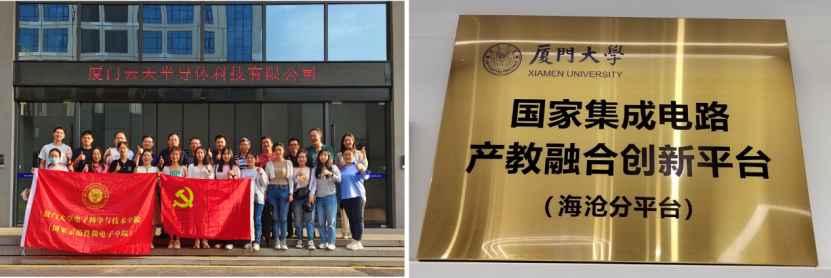 厦门云天半导体科技有限公司
厦门大学电子科学与技术学院
(国家示范性微电子学院)
厦門大學
XIAMEN UNIVERSITY
国家集成电路
产教融合创新平台
(海沧分平台)